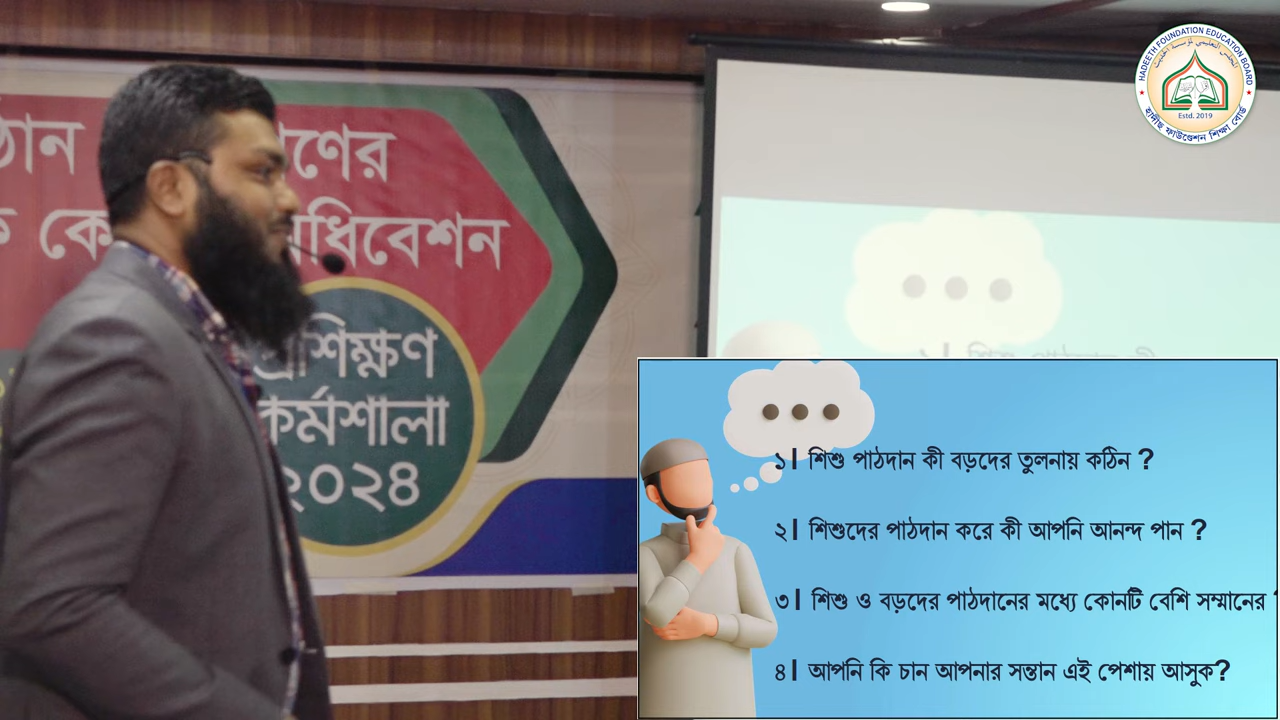 HADEETH FOUNDATION EDUCATION BOARD
Estd. 2019
হাদীছ ফাউণ্ডেশন শিক্ষা বোর্ড
অধিবেশন
প্রশিক্ষণ
কর্মশালা
২০২৪
১। শিশু পাঠদান কী বড়দের তুলনায় কঠিন ?
২। শিশুদের পাঠদান করে কী আপনি আনন্দ পান ?
৩। শিশু ও বড়দের পাঠদানের মধ্যে কোনটি বেশি সম্মানের ?
৪। আপনি কি চান আপনার সন্তান এই পেশায় আসুক?